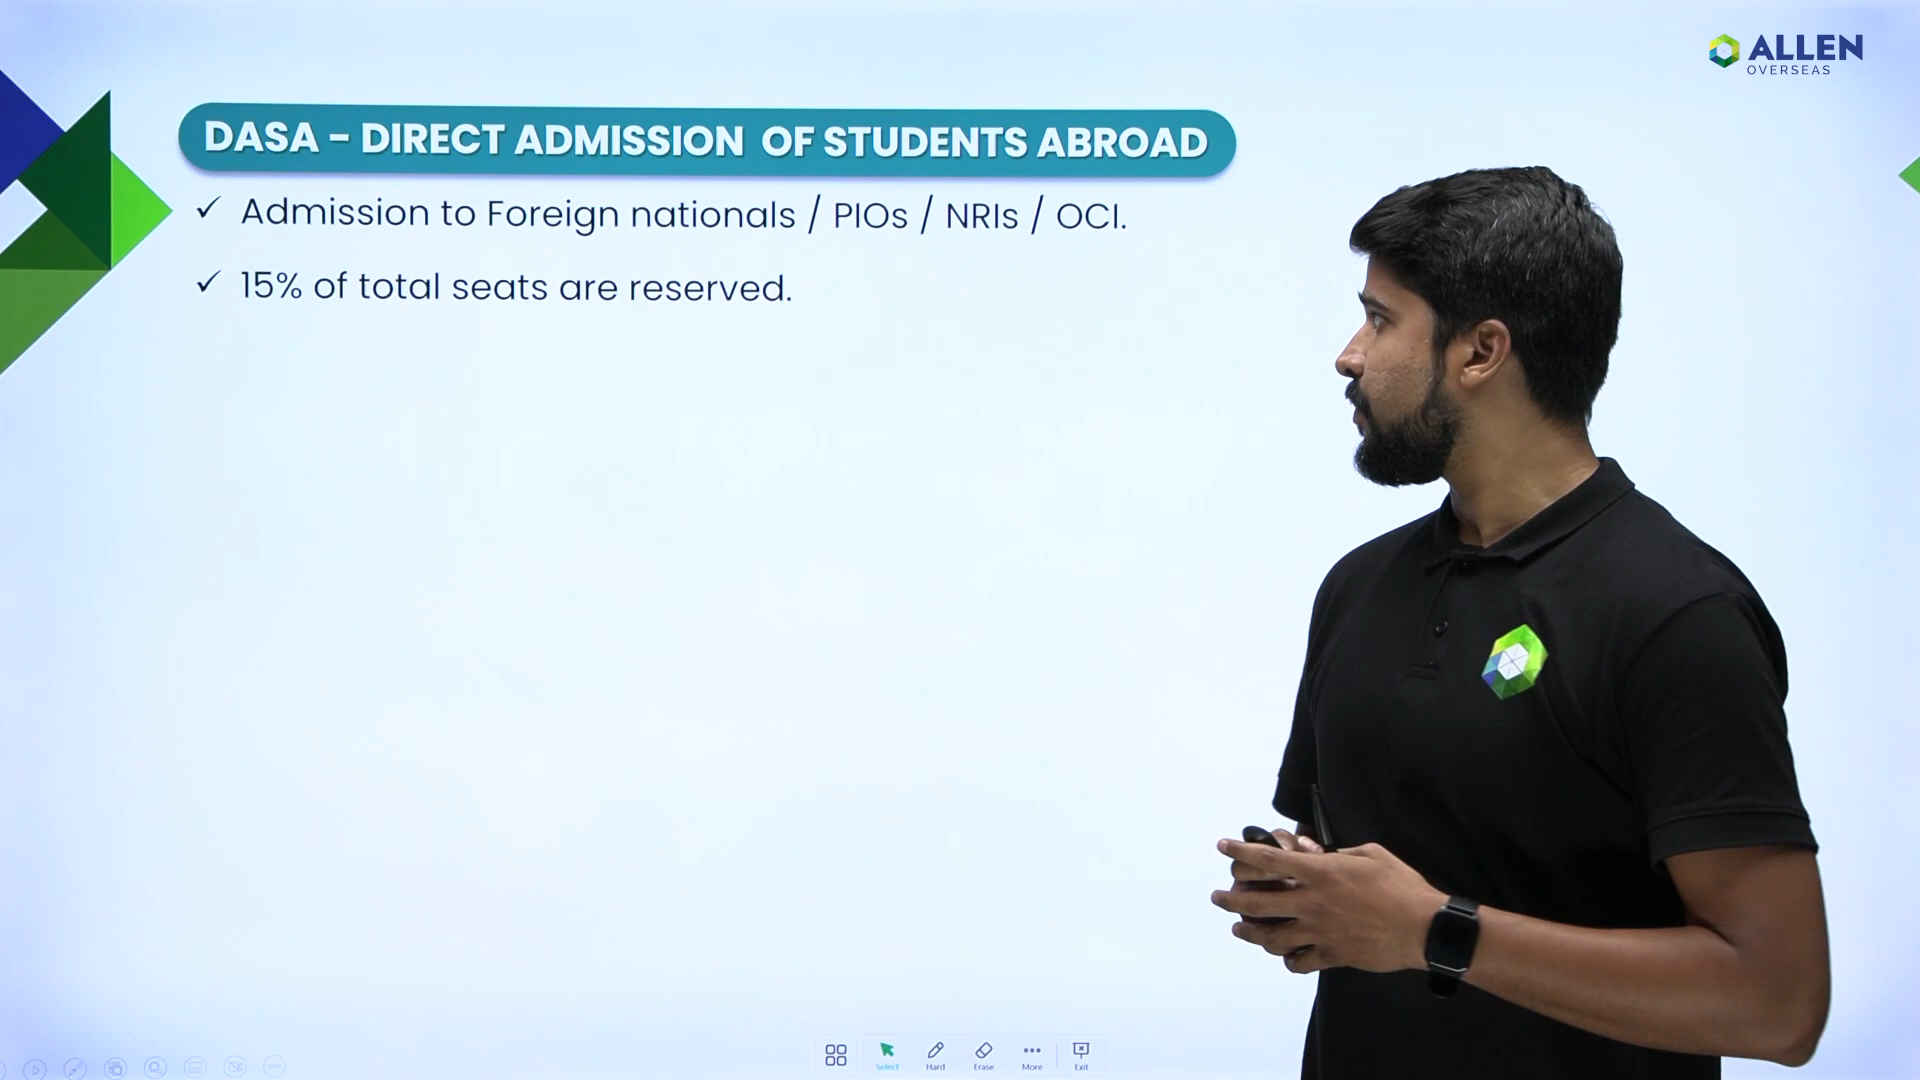 ALLEN
OVERSEAS
DASA - DIRECT ADMISSION OF STUDENTS ABROAD
✓ Admission to Foreign nationals / PIOs / NRIs / OCI.
✓ 15% of total seats are reserved.
Select Hard Erase More Exit